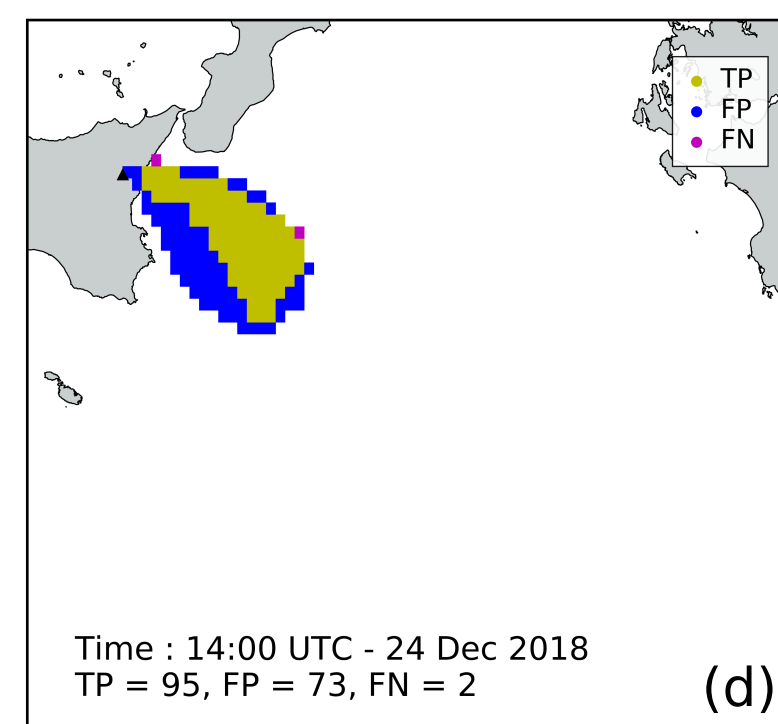 TP
FP
FN
Time : 14:00 UTC - 24 Dec 2018
TP = 95, FP = 73, FN = 2
(d)